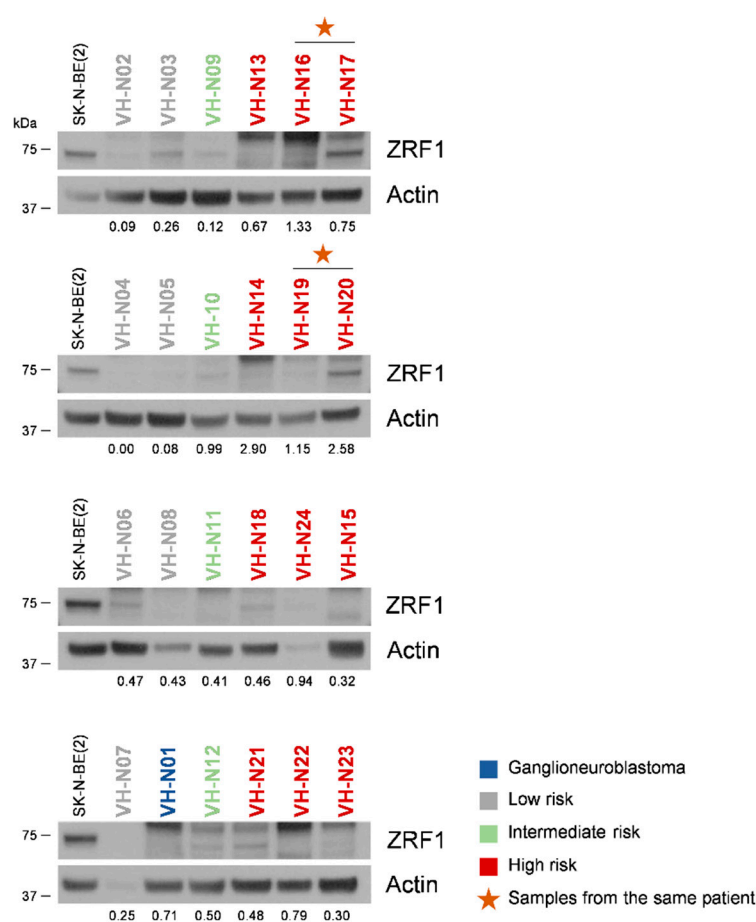 SK-N-BE(2) VH-N02 VH-N03 VH-N09 VH-N13 VH-N16 VH-N17
kDa
75 ZRF1
37 Actin
0.09 0.26 0.12 0.67 1.33 0.75
SK-N-BE(2) VH-N04 VH-N05 VH-10 VH-N14 VH-N19 VH-N20
75 ZRF1
37 Actin
0.00 0.08 0.99 2.90 1.15 2.58
SK-N-BE(2) VH-N06 VH-N08 VH-N11 VH-N18 VH-N24 VH-N15
75 ZRF1
37 Actin
0.47 0.43 0.41 0.46 0.94 0.32
SK-N-BE(2) VH-N07 VH-N01 VH-N12 VH-N21 VH-N22 VH-N23
75 ZRF1
37 Actin
0.25 0.71 0.50 0.48 0.79 0.30
Ganglioneuroblastoma
Low risk
Intermediate risk
High risk
Samples from the same patient